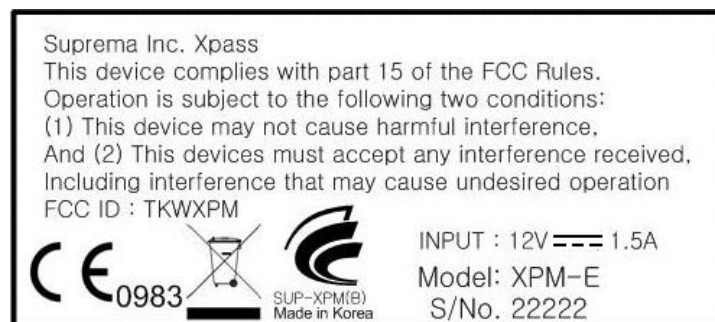 Suprema Inc. Xpass
This device complies with part 15 of the FCC Rules.
Operation is subject to the following two conditions:
(1) This device may not cause harmful interference,
And (2) This devices must accept any interference received,
Including interference that may cause undesired operation
FCC ID : TKWXPM
CE 0983
SUP-XPM(B)
Made in Korea
INPUT : 12V 1.5A
Model: XPM-E
S/No. 22222